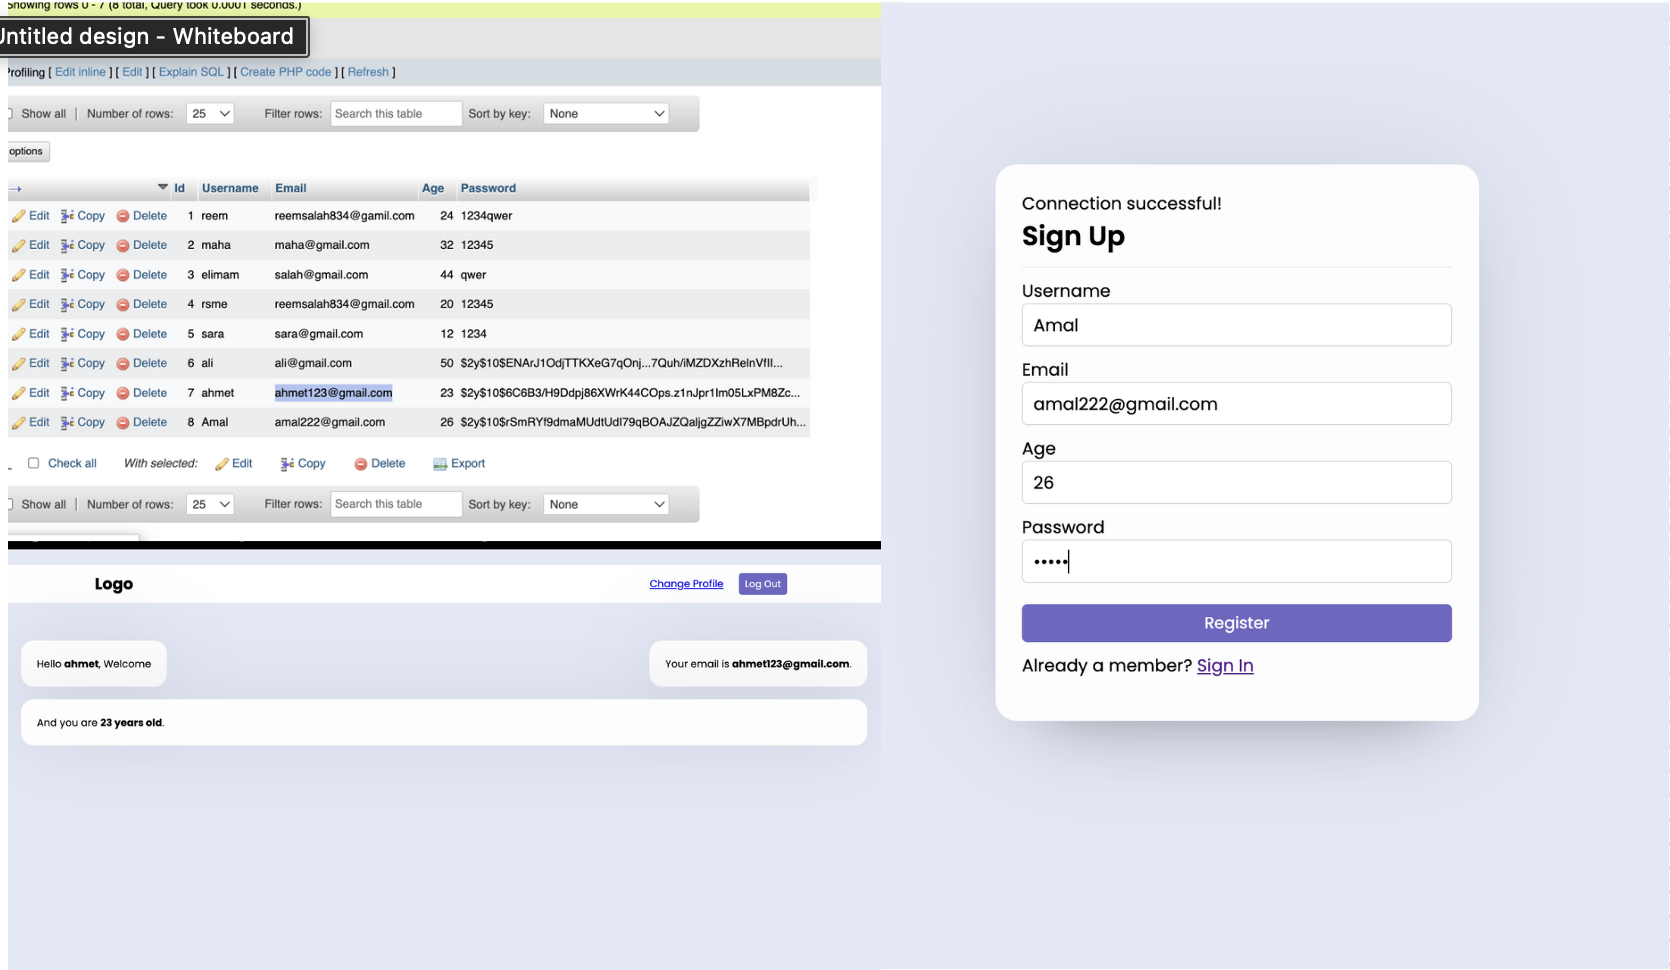 Showing rows 0 - 7 (8 total, Query took 0.0001 seconds.)
Untitled design - Whiteboard
Profiling [ Edit inline ] [ Edit ] [ Explain SQL ] [ Create PHP code ] [ Refresh ]
Show all | Number of rows: 25 Filter rows: Search this table Sort by key: None
options
→ Id Username Email Age Password
Edit Copy Delete 1 reem reemsalah834@gamil.com 24 1234qwer
Edit Copy Delete 2 maha maha@gmail.com 32 12345
Edit Copy Delete 3 elimam salah@gmail.com 44 qwer
Edit Copy Delete 4 rsme reemsalah834@gmail.com 20 12345
Edit Copy Delete 5 sara sara@gmail.com 12 1234
Edit Copy Delete 6 ali ali@gmail.com 50 $2y$10$ENArJ1OdjTTKXeG7qOnj...7Quh/iMZDXzhRelnVfII...
Edit Copy Delete 7 ahmet ahmet123@gmail.com 23 $2y$10$6C6B3/H9Ddpj86XWrK44COps.z1nJpr1Im05LxPM8Zc...
Edit Copy Delete 8 Amal amal222@gmail.com 26 $2y$10$rSmRYf9dmaMUdtUdl79qBOAJZQaljgZZiwX7MBpdrUh...
Check all With selected: Edit Copy Delete Export
Show all | Number of rows: 25 Filter rows: Search this table Sort by key: None
Logo
Change Profile
Log Out
Hello ahmet, Welcome
Your email is ahmet123@gmail.com.
And you are 23 years old.
Connection successful!
Sign Up
Username
Amal
Email
amal222@gmail.com
Age
26
Password
•••••
Register
Already a member? Sign In